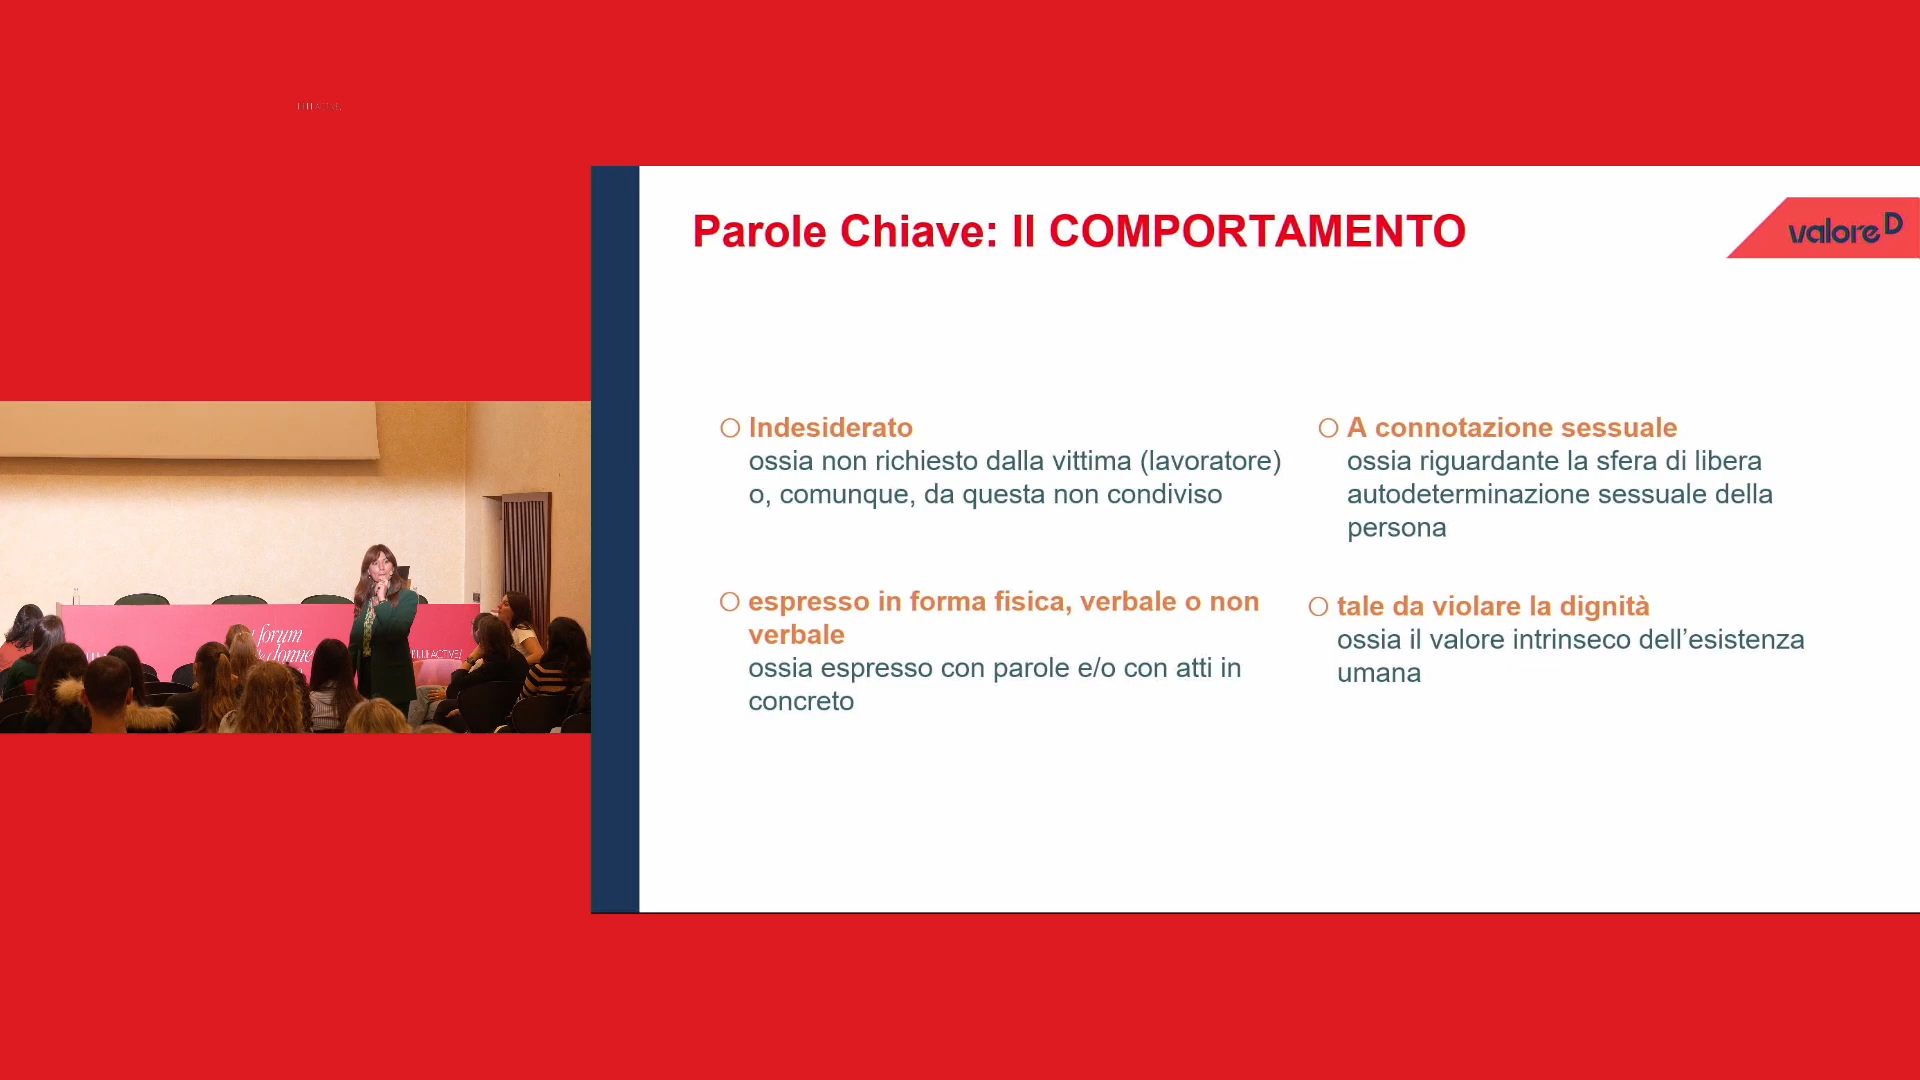 Parole Chiave: Il COMPORTAMENTO
valore D
Indesiderato
ossia non richiesto dalla vittima (lavoratore)
o, comunque, da questa non condiviso
A connotazione sessuale
ossia riguardante la sfera di libera
autodeterminazione sessuale della
persona
espresso in forma fisica, verbale o non
verbale
ossia espresso con parole e/o con atti in
concreto
tale da violare la dignità
ossia il valore intrinseco dell’esistenza
umana
forum
donne